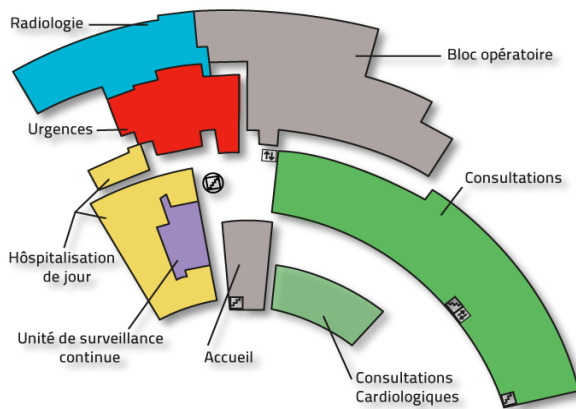 Radiologie
Bloc opératoire
Urgences
Consultations
Hôspitalisation
de jour
Unité de surveillance
continue
Accueil
Consultations
Cardiologiques